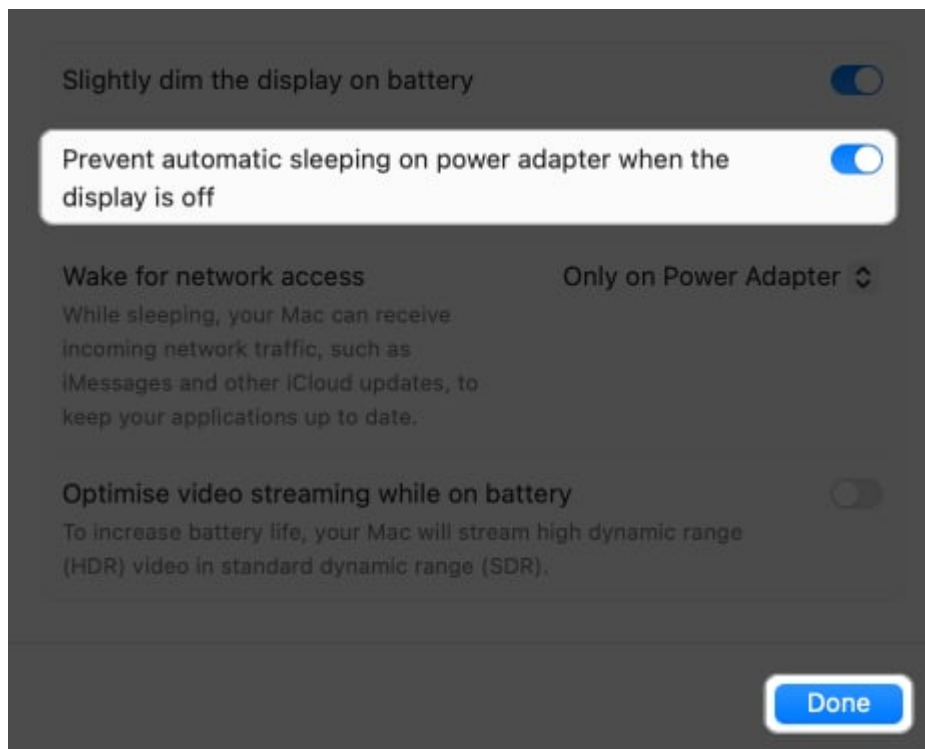 Slightly dim the display on battery
Prevent automatic sleeping on power adapter when the
display is off
Wake for network access
Only on Power Adapter
While sleeping, your Mac can receive
incoming network traffic, such as
iMessages and other iCloud updates, to
keep your applications up to date.
Optimise video streaming while on battery
To increase battery life, your Mac will stream high dynamic range
(HDR) video in standard dynamic range (SDR).
Done